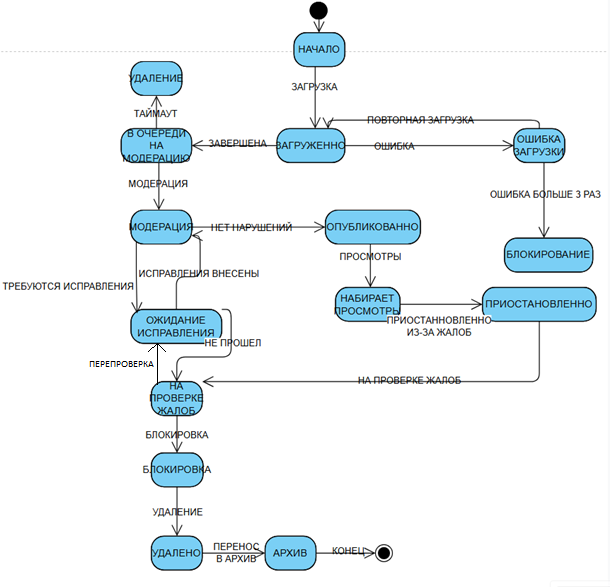 НАЧАЛО
УДАЛЕНИЕ
ЗАГРУЗКА
ТАЙМАУТ
ПОВТОРНАЯ ЗАГРУЗКА
В ОЧЕРЕДИ
НА
МОДЕРАЦИЮ
ЗАВЕРШЕНА
ЗАГРУЖЕННО
ОШИБКА
ОШИБКА
ЗАГРУЗКИ
МОДЕРАЦИЯ
ОШИБКА БОЛЬШЕ 3 РАЗ
МОДЕРАЦИЯ
НЕТ НАРУШЕНИЙ
ОПУБЛИКОВАННО
БЛОКИРОВАНИЕ
ПРОСМОТРЫ
ИСПРАВЛЕНИЯ ВНЕСЕНЫ
ТРЕБУЮТСЯ ИСПРАВЛЕНИЯ
НАБИРАЕТ
ПРОСМОТРЫ
ПРИОСТАНОВЛЕННО
ПРИОСТАННОВЛЕННО
ИЗ-ЗА ЖАЛОБ
ОЖИДАНИЕ
ИСПРАВЛЕНИЯ
НЕ ПРОШЕЛ
ПЕРЕПРОВЕРКА
НА ПРОВЕРКЕ ЖАЛОБ
НА
ПРОВЕРКЕ
ЖАЛОБ
БЛОКИРОВКА
БЛОКИРОВКА
УДАЛЕНИЕ
УДАЛЕНО
ПЕРЕНОС
В АРХИВ
АРХИВ
КОНЕЦ